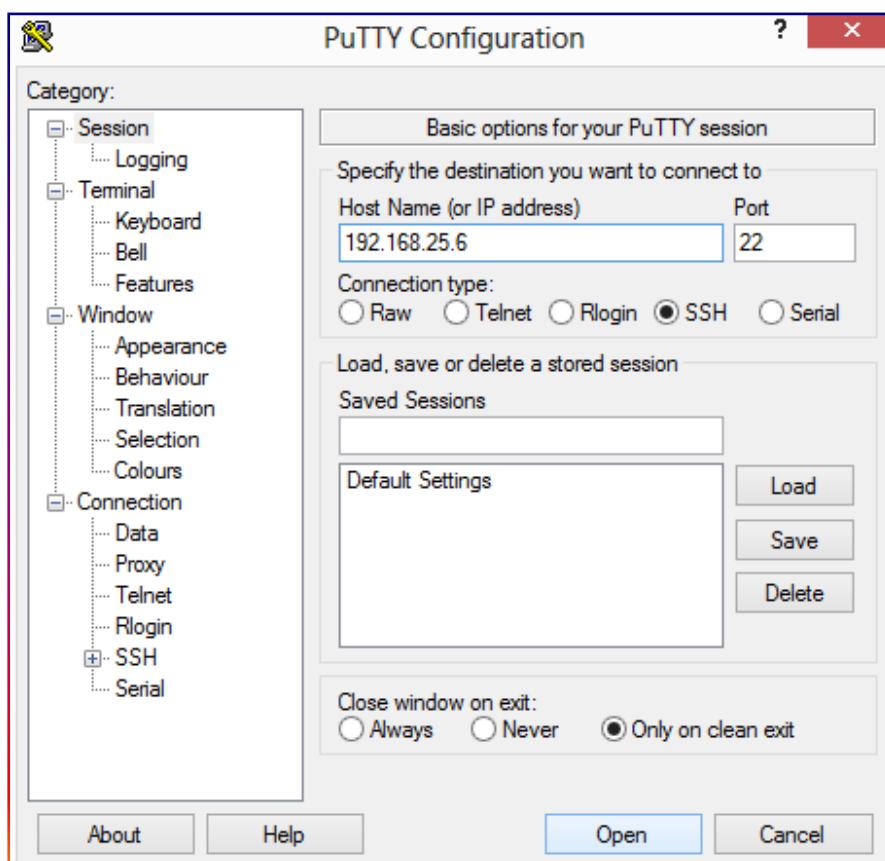 PuTTY Configuration
?
Category:
Session
Logging
Terminal
Keyboard
Bell
Features
Window
Appearance
Behaviour
Translation
Selection
Colours
Connection
Data
Proxy
Telnet
Rlogin
SSH
Serial
Basic options for your PuTTY session
Specify the destination you want to connect to
Host Name (or IP address) Port
192.168.25.6 22
Connection type:
Raw Telnet Rlogin SSH Serial
Load, save or delete a stored session
Saved Sessions
Default Settings
Load
Save
Delete
Close window on exit:
Always Never Only on clean exit
About Help Open Cancel